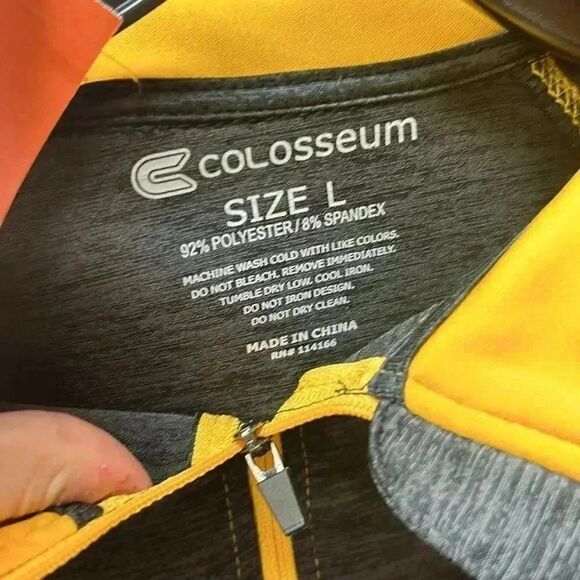 COLOSSEUM
SIZE L
92% POLYESTER/8% SPANDEX
MACHINE WASH COLD WITH LIKE COLORS.
DO NOT BLEACH. REMOVE IMMEDIATELY.
TUMBLE DRY LOW. COOL IRON.
DO NOT IRON DESIGN.
DO NOT DRY CLEAN.
MADE IN CHINA
RN# 114166